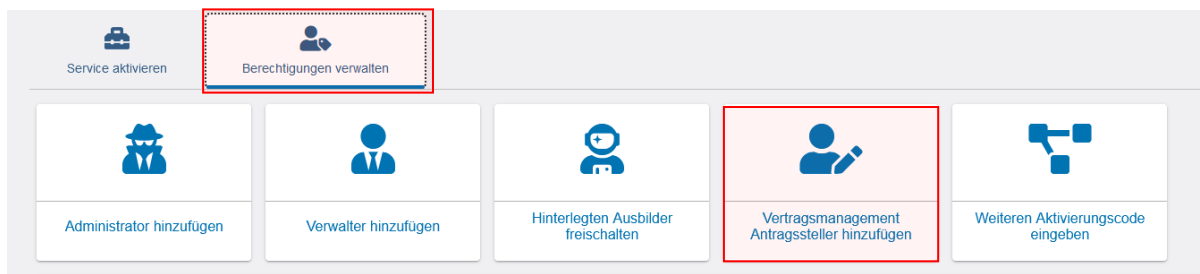 Service aktivieren
Berechtigungen verwalten
Administrator hinzufügen
Verwalter hinzufügen
Hinterlegten Ausbilder
freischalten
Vertragsmanagement
Antragssteller hinzufügen
Weiteren Aktivierungscode
eingeben